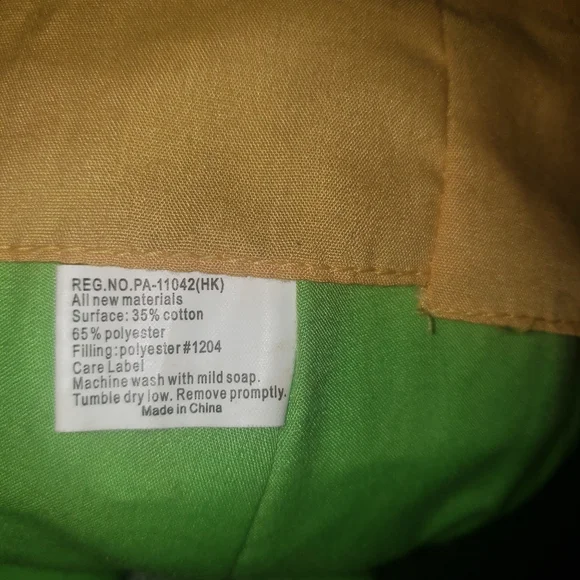 REG.NO.PA-11042(HK)
All new materials
Surface: 35% cotton
65% polyester
Filling:polyester#1204
Care Label
Machine wash with mild soap.
Tumble dry low. Remove promptly.
Made in China